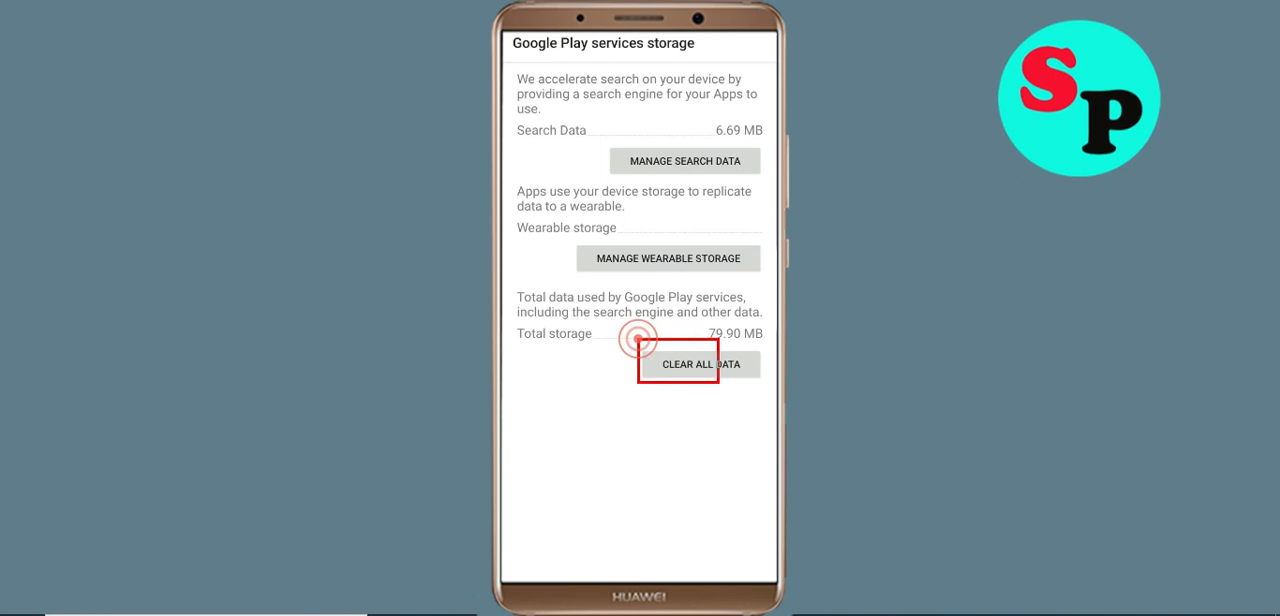 Google Play services storage
We accelerate search on your device by
providing a search engine for your Apps to
use.
Search Data 6.69 MB
MANAGE SEARCH DATA
Apps use your device storage to replicate
data to a wearable.
Wearable storage
MANAGE WEARABLE STORAGE
Total data used by Google Play services,
including the search engine and other data.
Total storage 79.90 MB
CLEAR ALL DATA
HUAWEI
SP